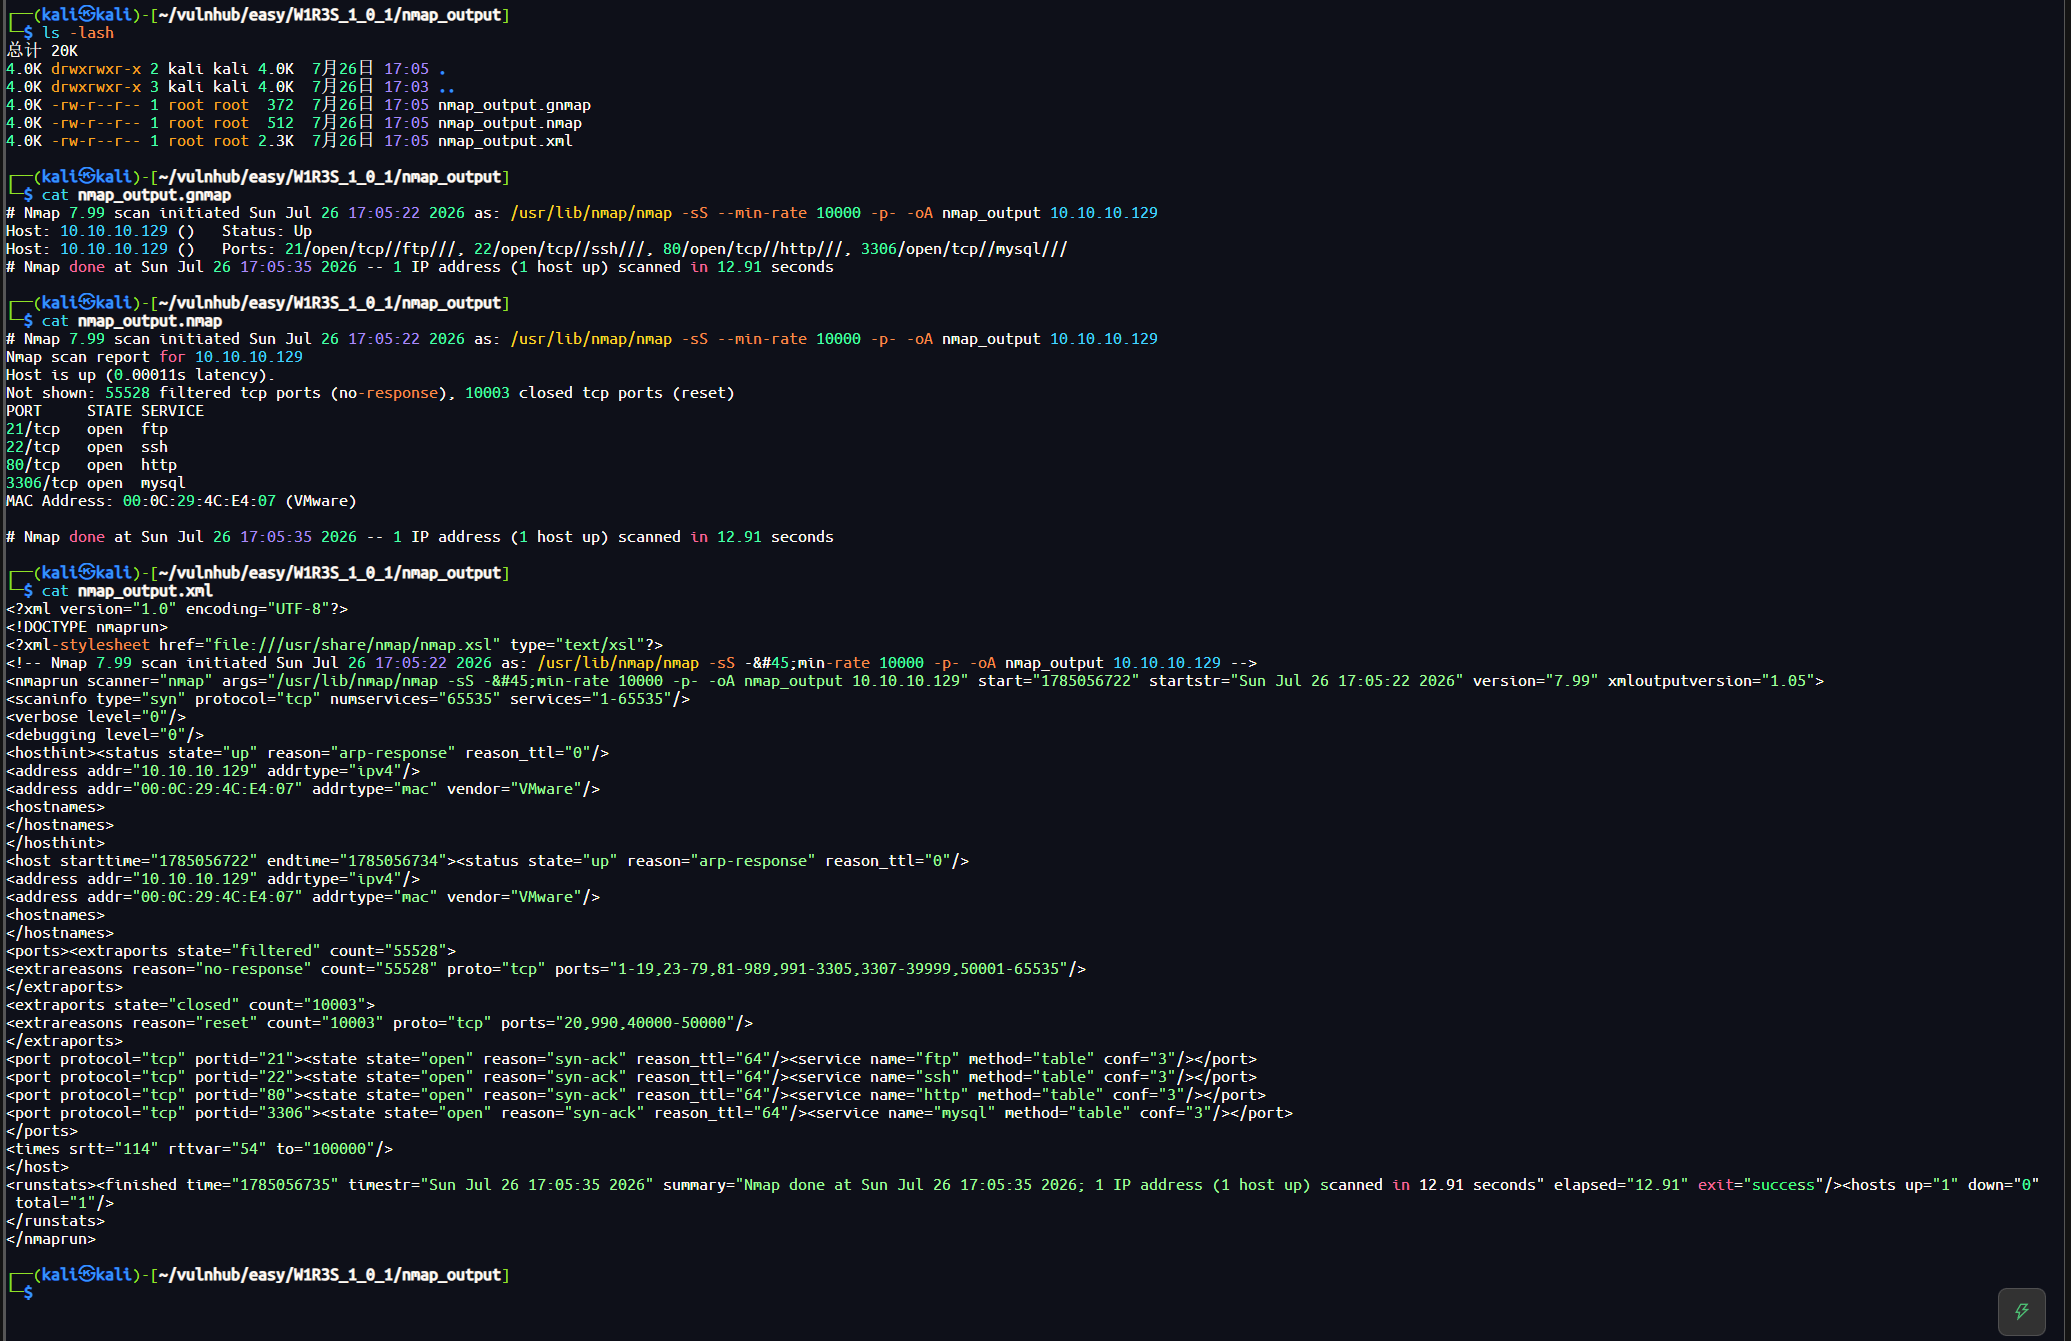 ┌──(kali㉿kali)-[~/vulnhub/easy/W1R3S_1_0_1/nmap_output]
└─$ ls -lash
总计 20K
4.0K drwxrwxr-x 2 kali kali 4.0K  7月26日 17:05 .
4.0K drwxrwxr-x 3 kali kali 4.0K  7月26日 17:03 ..
4.0K -rw-r--r-- 1 root root  372  7月26日 17:05 nmap_output.gnmap
4.0K -rw-r--r-- 1 root root  512  7月26日 17:05 nmap_output.nmap
4.0K -rw-r--r-- 1 root root 2.3K  7月26日 17:05 nmap_output.xml

┌──(kali㉿kali)-[~/vulnhub/easy/W1R3S_1_0_1/nmap_output]
└─$ cat nmap_output.gnmap
# Nmap 7.99 scan initiated Sun Jul 26 17:05:22 2026 as: /usr/lib/nmap/nmap -sS --min-rate 10000 -p- -oA nmap_output 10.10.10.129
Host: 10.10.10.129 ()   Status: Up
Host: 10.10.10.129 ()   Ports: 21/open/tcp//ftp///, 22/open/tcp//ssh///, 80/open/tcp//http///, 3306/open/tcp//mysql///
# Nmap done at Sun Jul 26 17:05:35 2026 -- 1 IP address (1 host up) scanned in 12.91 seconds

┌──(kali㉿kali)-[~/vulnhub/easy/W1R3S_1_0_1/nmap_output]
└─$ cat nmap_output.nmap
# Nmap 7.99 scan initiated Sun Jul 26 17:05:22 2026 as: /usr/lib/nmap/nmap -sS --min-rate 10000 -p- -oA nmap_output 10.10.10.129
Nmap scan report for 10.10.10.129
Host is up (0.00011s latency).
Not shown: 55528 filtered tcp ports (no-response), 10003 closed tcp ports (reset)
PORT     STATE SERVICE
21/tcp   open  ftp
22/tcp   open  ssh
80/tcp   open  http
3306/tcp open  mysql
MAC Address: 00:0C:29:4C:E4:07 (VMware)

# Nmap done at Sun Jul 26 17:05:35 2026 -- 1 IP address (1 host up) scanned in 12.91 seconds

┌──(kali㉿kali)-[~/vulnhub/easy/W1R3S_1_0_1/nmap_output]
└─$ cat nmap_output.xml
<?xml version="1.0" encoding="UTF-8"?>
<!DOCTYPE nmaprun>
<?xml-stylesheet href="file:///usr/share/nmap/nmap.xsl" type="text/xsl"?>
<!-- Nmap 7.99 scan initiated Sun Jul 26 17:05:22 2026 as: /usr/lib/nmap/nmap -sS -&#45;min-rate 10000 -p- -oA nmap_output 10.10.10.129 -->
<nmaprun scanner="nmap" args="/usr/lib/nmap/nmap -sS -&#45;min-rate 10000 -p- -oA nmap_output 10.10.10.129" start="1785056722" startstr="Sun Jul 26 17:05:22 2026" version="7.99" xmloutputversion="1.05">
<scaninfo type="syn" protocol="tcp" numservices="65535" services="1-65535"/>
<verbose level="0"/>
<debugging level="0"/>
<hosthint><status state="up" reason="arp-response" reason_ttl="0"/>
<address addr="10.10.10.129" addrtype="ipv4"/>
<address addr="00:0C:29:4C:E4:07" addrtype="mac" vendor="VMware"/>
<hostnames>
</hostnames>
</hosthint>
<host starttime="1785056722" endtime="1785056734"><status state="up" reason="arp-response" reason_ttl="0"/>
<address addr="10.10.10.129" addrtype="ipv4"/>
<address addr="00:0C:29:4C:E4:07" addrtype="mac" vendor="VMware"/>
<hostnames>
</hostnames>
<ports><extraports state="filtered" count="55528">
<extrareasons reason="no-response" count="55528" proto="tcp" ports="1-19,23-79,81-989,991-3305,3307-39999,50001-65535"/>
</extraports>
<extraports state="closed" count="10003">
<extrareasons reason="reset" count="10003" proto="tcp" ports="20,990,40000-50000"/>
</extraports>
<port protocol="tcp" portid="21"><state state="open" reason="syn-ack" reason_ttl="64"/><service name="ftp" method="table" conf="3"/></port>
<port protocol="tcp" portid="22"><state state="open" reason="syn-ack" reason_ttl="64"/><service name="ssh" method="table" conf="3"/></port>
<port protocol="tcp" portid="80"><state state="open" reason="syn-ack" reason_ttl="64"/><service name="http" method="table" conf="3"/></port>
<port protocol="tcp" portid="3306"><state state="open" reason="syn-ack" reason_ttl="64"/><service name="mysql" method="table" conf="3"/></port>
</ports>
<times srtt="114" rttvar="54" to="100000"/>
</host>
<runstats><finished time="1785056735" timestr="Sun Jul 26 17:05:35 2026" summary="Nmap done at Sun Jul 26 17:05:35 2026; 1 IP address (1 host up) scanned in 12.91 seconds" elapsed="12.91" exit="success"/><hosts up="1" down="0"
 total="1"/>
</runstats>
</nmaprun>

┌──(kali㉿kali)-[~/vulnhub/easy/W1R3S_1_0_1/nmap_output]
└─$